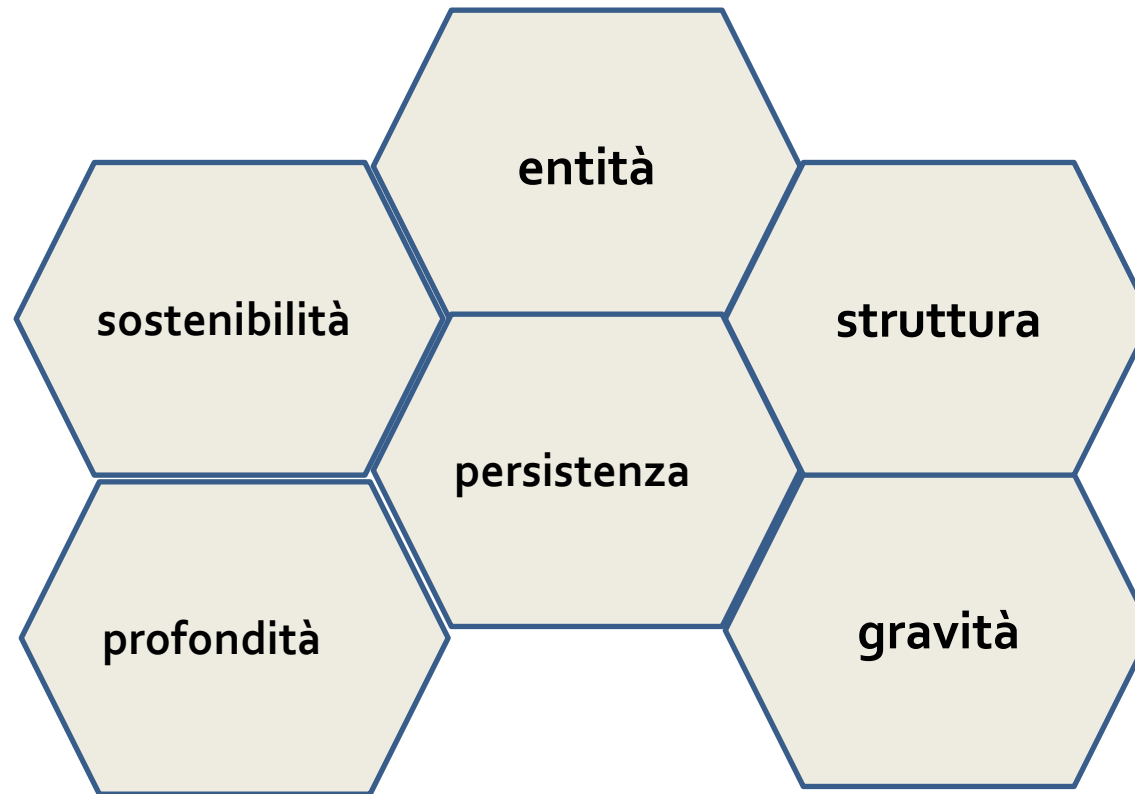 entità
sostenibilità
struttura
persistenza
profondità
gravità